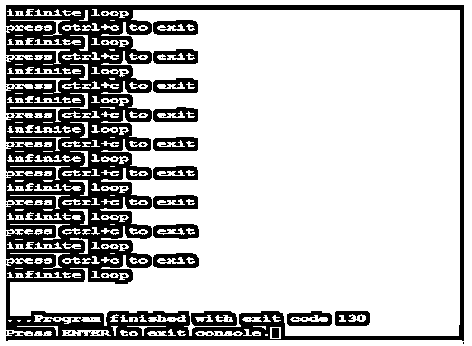 infinite loop
press ctrl+c to exit
infinite loop
press ctrl+c to exit
infinite loop
press ctrl+c to exit
infinite loop
press ctrl+c to exit
infinite loop
press ctrl+c to exit
infinite loop
press ctrl+c to exit
infinite loop
press ctrl+c to exit
infinite loop
press ctrl+c to exit
infinite loop
press ctrl+c to exit
infinite loop
...Program finished with exit code 130
Press ENTER to exit console.